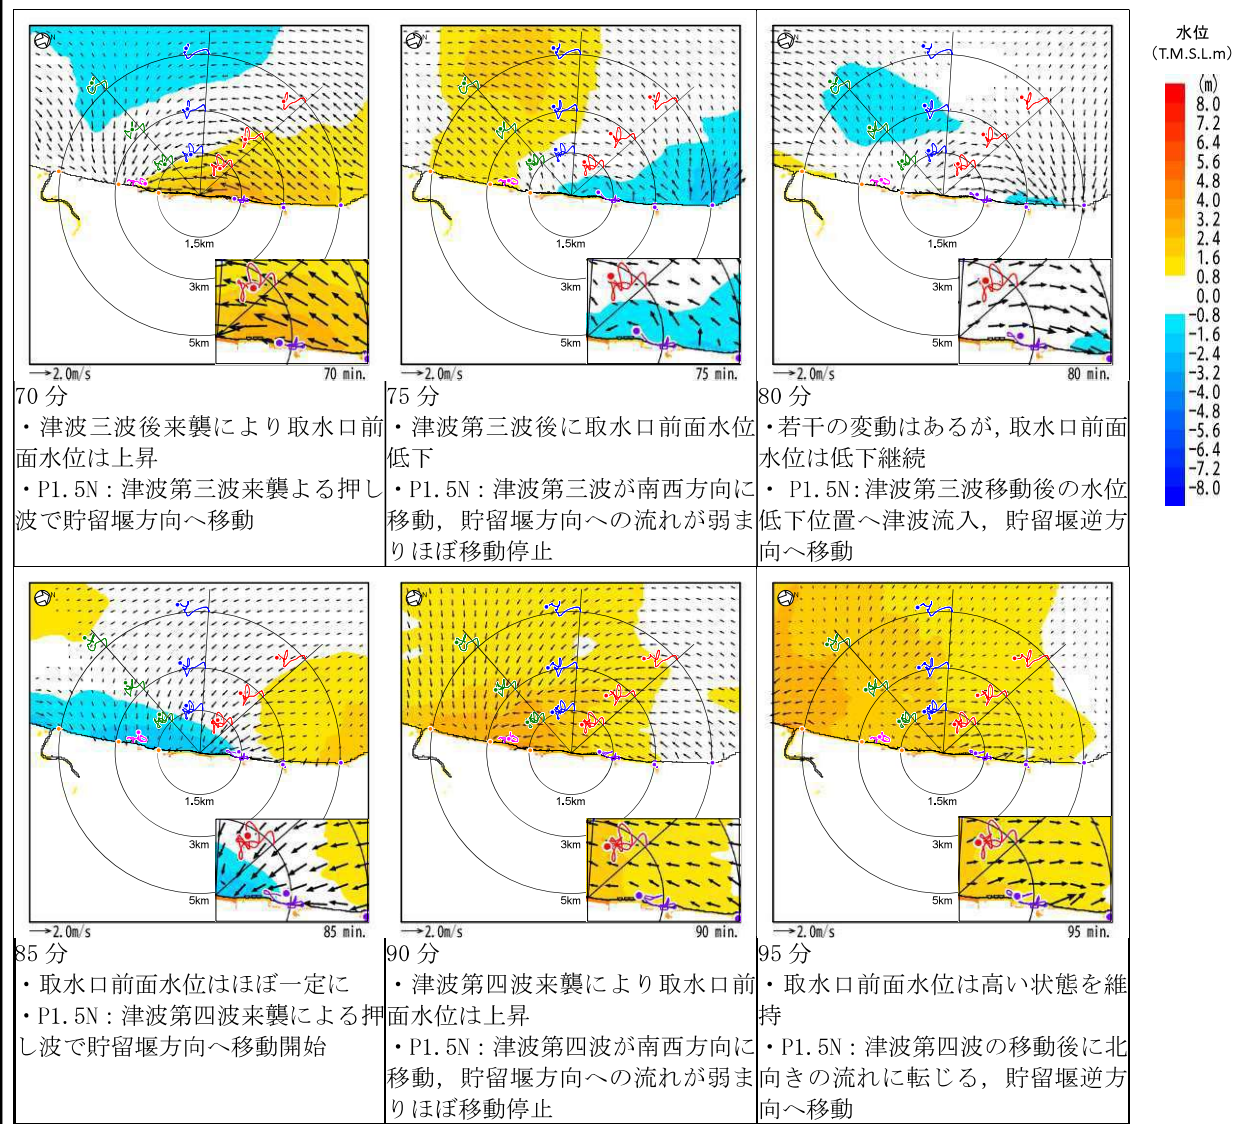 水位
(T.M.S.L.m)
(m)
8.0
7.2
6.4
5.6
4.8
4.0
3.2
2.4
1.6
0.8
0.0
-0.8
-1.6
-2.4
-3.2
-4.0
-4.8
-5.6
-6.4
-7.2
-8.0
N
1.5km
3km
5km
2.0m/s
70 min.
N
1.5km
3km
5km
2.0m/s
75 min.
N
1.5km
3km
5km
2.0m/s
80 min.
70 分
・津波三波後来襲により取水口前
面水位は上昇
・P1.5N：津波第三波来襲よる押し
波で貯留堰方向へ移動
75 分
・津波第三波後に取水口前面水位
低下
・P1.5N：津波第三波が南西方向に
移動，貯留堰方向への流れが弱ま
りほぼ移動停止
80 分
・若干の変動はあるが，取水口前面
水位は低下継続
・ P1.5N:津波第三波移動後の水位
低下位置へ津波流入，貯留堰逆方
向へ移動
N
1.5km
3km
5km
2.0m/s
85 min.
N
1.5km
3km
5km
2.0m/s
90 min.
N
1.5km
3km
5km
2.0m/s
95 min.
85 分
・取水口前面水位はほぼ一定に
・P1.5N：津波第四波来襲による押
し波で貯留堰方向へ移動開始
90 分
・津波第四波来襲により取水口前
面水位は上昇
・P1.5N：津波第四波が南西方向に
移動，貯留堰方向への流れが弱ま
りほぼ移動停止
95 分
・取水口前面水位は高い状態を維
持
・P1.5N：津波第四波の移動後に北
向きの流れに転じる，貯留堰逆方
向へ移動